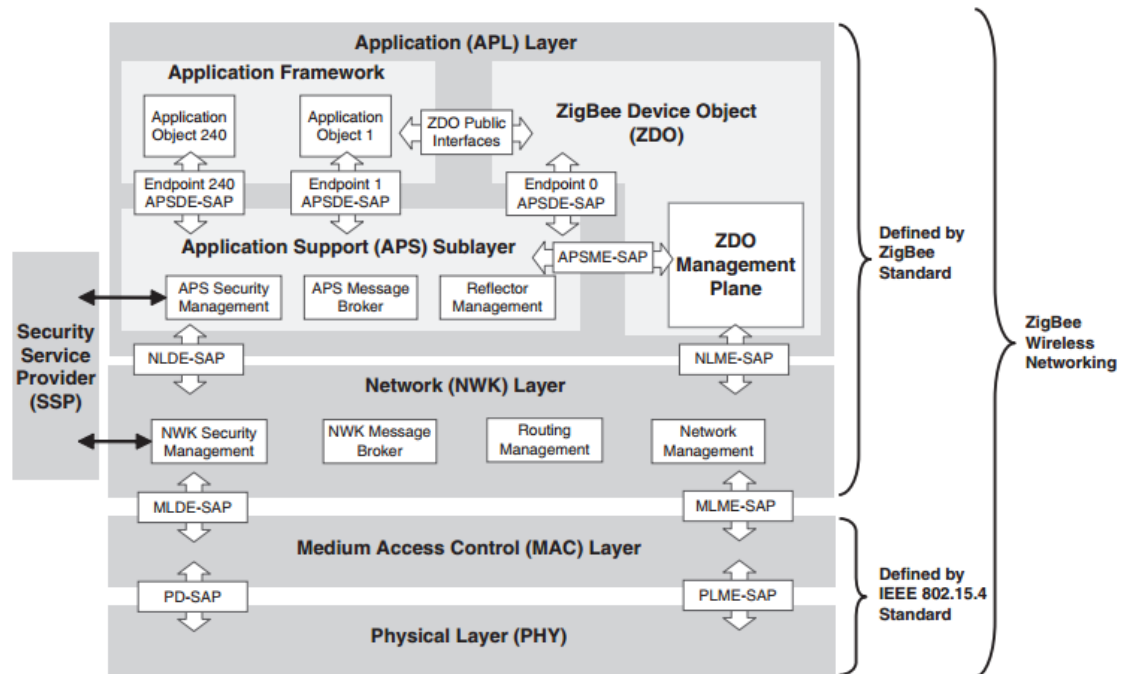 Application (APL) Layer
Application Framework
Application
Object 240
Application
Object 1
ZDO Public
Interfaces
ZigBee Device Object
(ZDO)
Endpoint 240
APSDE-SAP
Endpoint 1
APSDE-SAP
Endpoint 0
APSDE-SAP
Application Support (APS) Sublayer
APSME-SAP
ZDO
Management
Plane
APS Security
Management
APS Message
Broker
Reflector
Management
Security
Service
Provider
(SSP)
NLDE-SAP
NLME-SAP
Network (NWK) Layer
NWK Security
Management
NWK Message
Broker
Routing
Management
Network
Management
MLDE-SAP
MLME-SAP
Medium Access Control (MAC) Layer
PD-SAP
PLME-SAP
Physical Layer (PHY)
Defined by
ZigBee
Standard
Defined by
IEEE 802.15.4
Standard
ZigBee
Wireless
Networking